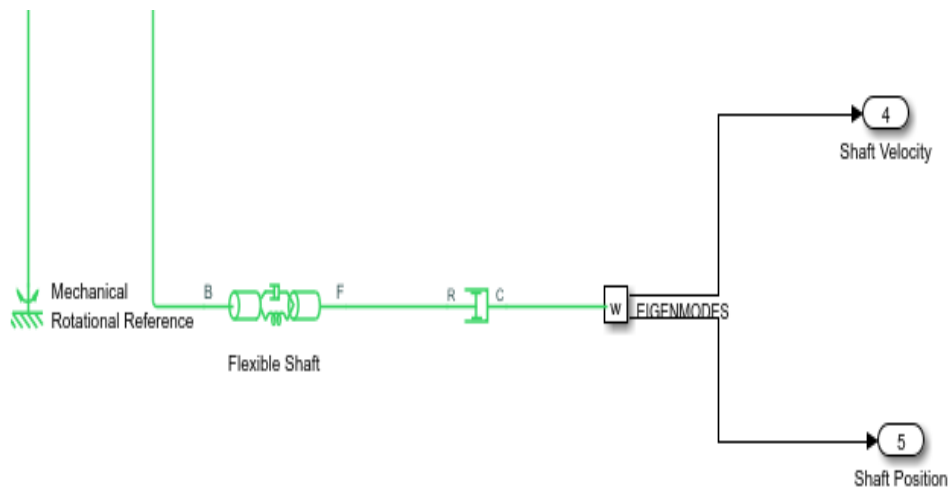 4
Shaft Velocity
Mechanical
Rotational Reference
B
F
R
C
w
EIGENMODES
Flexible Shaft
5
Shaft Position